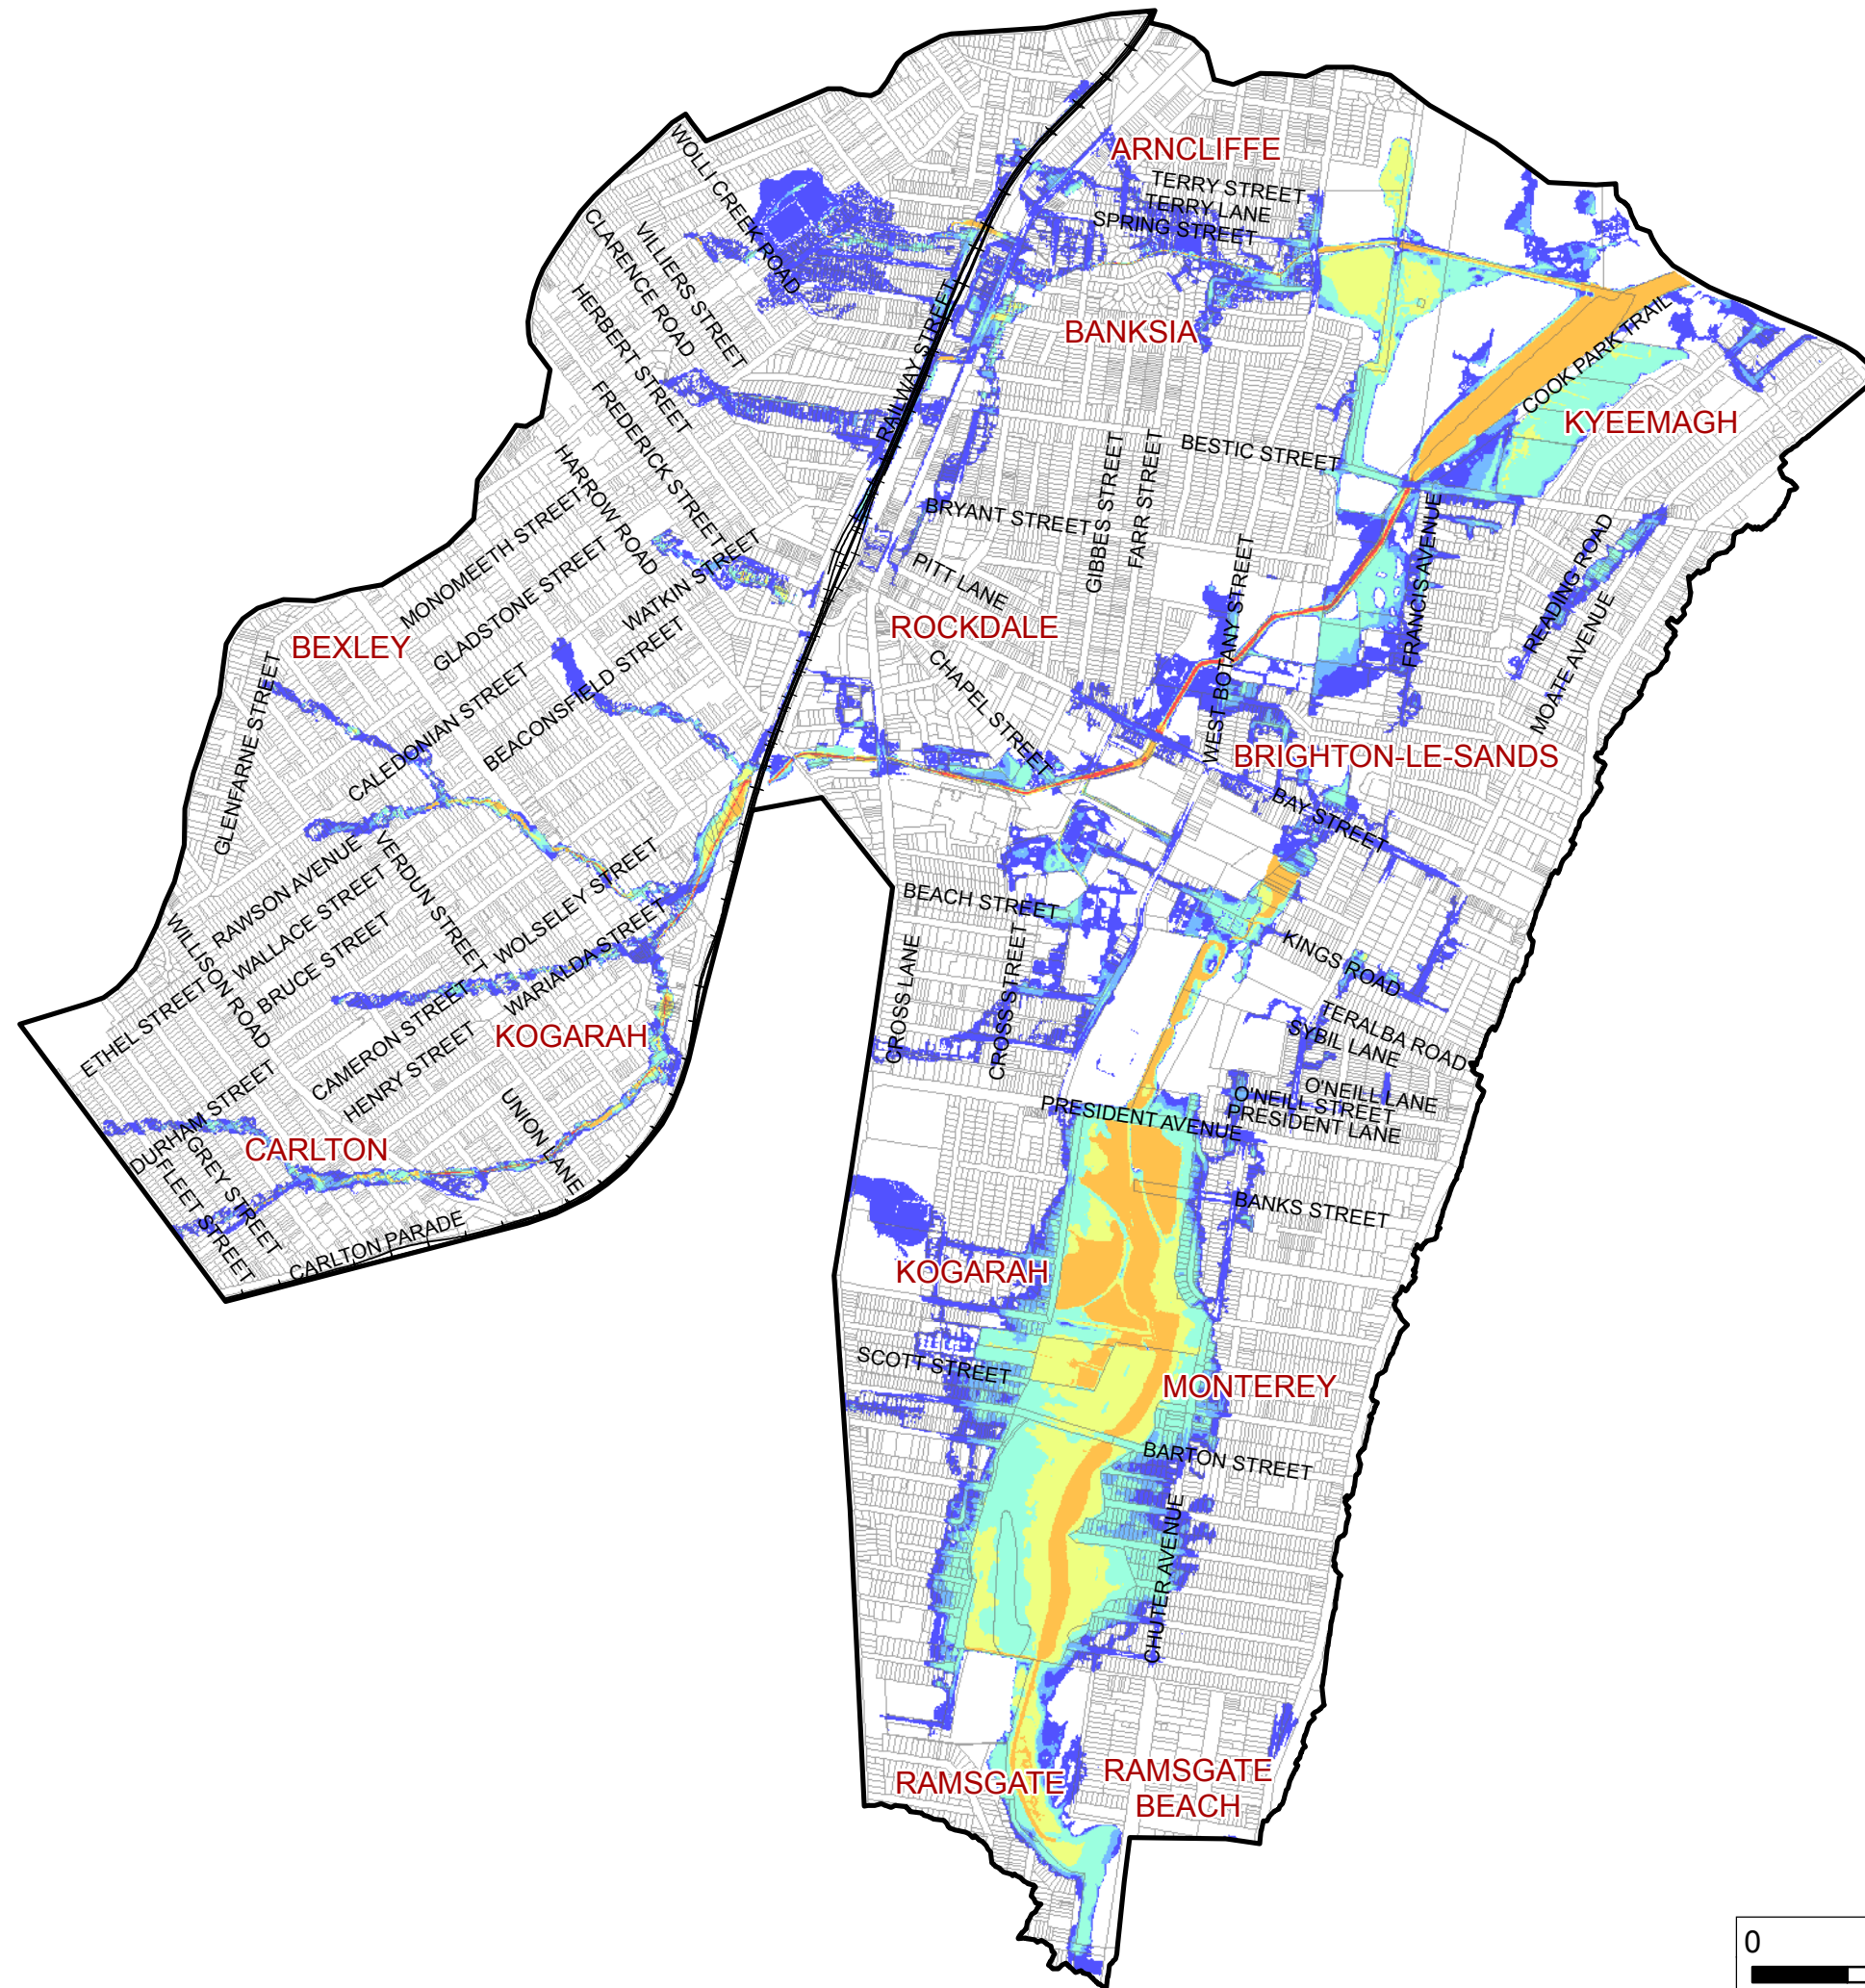 ARNCLIFFE
TERRY STREET
TERRY LANE
SPRING STREET
WOLLI CREEK ROAD
CLARENCE ROAD
VILLIERS STREET
HERBERT STREET
FREDERICK STREET
HARROW ROAD
RAILWAY STREET
BANKSIA
COOK PARK TRAIL
KYEEMAGH
BESTIC STREET
GIBBES STREET
FARR STREET
BRYANT STREET
PITT LANE
ROCKDALE
CHAPEL STREET
WEST BOTANY STREET
FRANCIS AVENUE
READING ROAD
MOATE AVENUE
BRIGHTON-LE-SANDS
BAY STREET
MONOMEETH STREET
GLADSTONE STREET
WATKIN STREET
BEXLEY
GLENFARNE STREET
CALEDONIAN STREET
BEACONSFIELD STREET
RAWSON AVENUE
VERDUN STREET
WALLACE STREET
BRUCE STREET
WILLISON ROAD
ETHEL STREET
WOLSELEY STREET
WARIALDA STREET
CAMERON STREET
HENRY STREET
KOGARAH
UNION LANE
DURHAM STREET
GREY STREET
FLEET STREET
CARLTON
CARLTON PARADE
BEACH STREET
CROSS LANE
CROSS STREET
KINGS ROAD
TERALBA ROAD
SYBIL LANE
O'NEILL LANE
O'NEILL STREET
PRESIDENT LANE
PRESIDENT AVENUE
BANKS STREET
KOGARAH
SCOTT STREET
MONTEREY
BARTON STREET
CHUTER AVENUE
RAMSGATE
RAMSGATE
BEACH
0